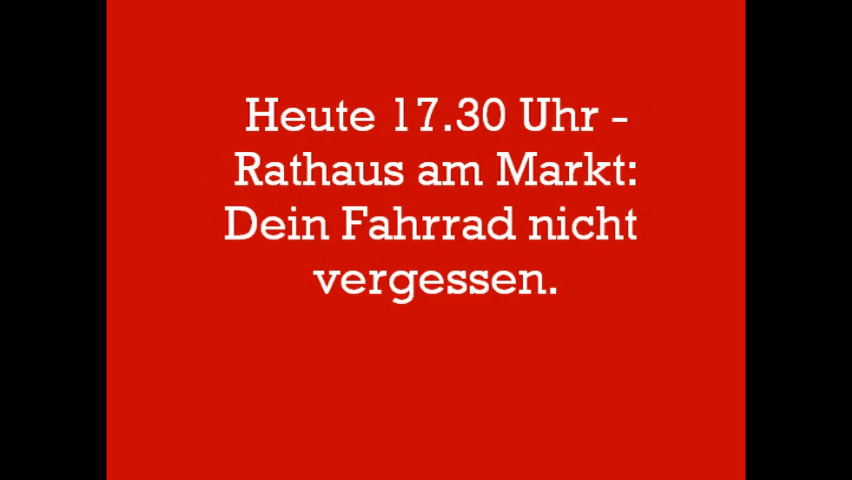 Heute 17.30 Uhr -
Rathaus am Markt:
Dein Fahrrad nicht
vergessen.